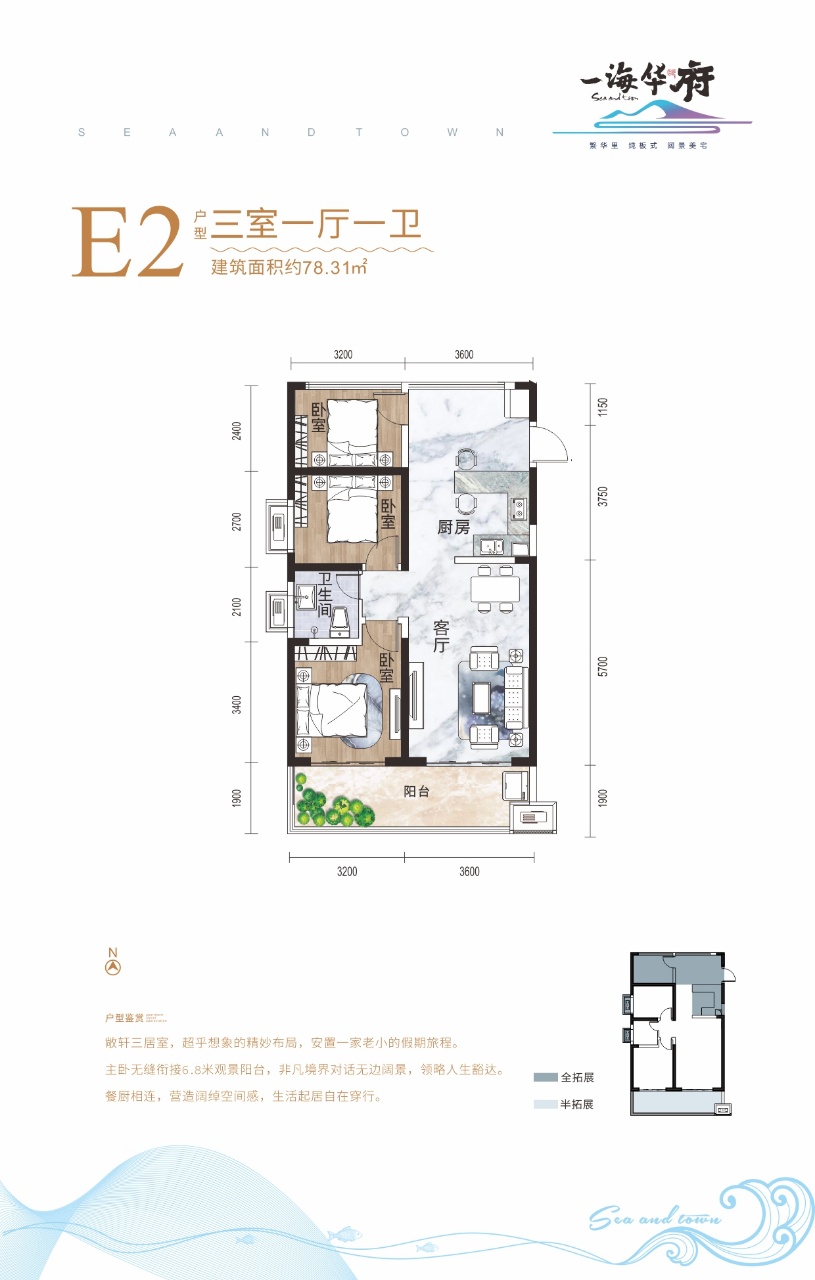 一海华府
Sea and town
繁华里 纯板式 阔景美宅
SEA AND TOWN
E2
户型
三室一厅一卫
建筑面积约78.31㎡
3200
3600
2400
2700
2100
3400
1900
1150
3750
5700
1900
卧室
卧室
厨房
卫生间
客厅
卧室
阳台
3200
3600
N
户型鉴赏
敞轩三居室，超乎想象的精妙布局，安置一家老小的假期旅程。
主卧无缝衔接6.8米观景阳台，非凡境界对话无边阔景，领略人生豁达。
餐厨相连，营造阔绰空间感，生活起居自在穿行。
全拓展
半拓展
Sea and town